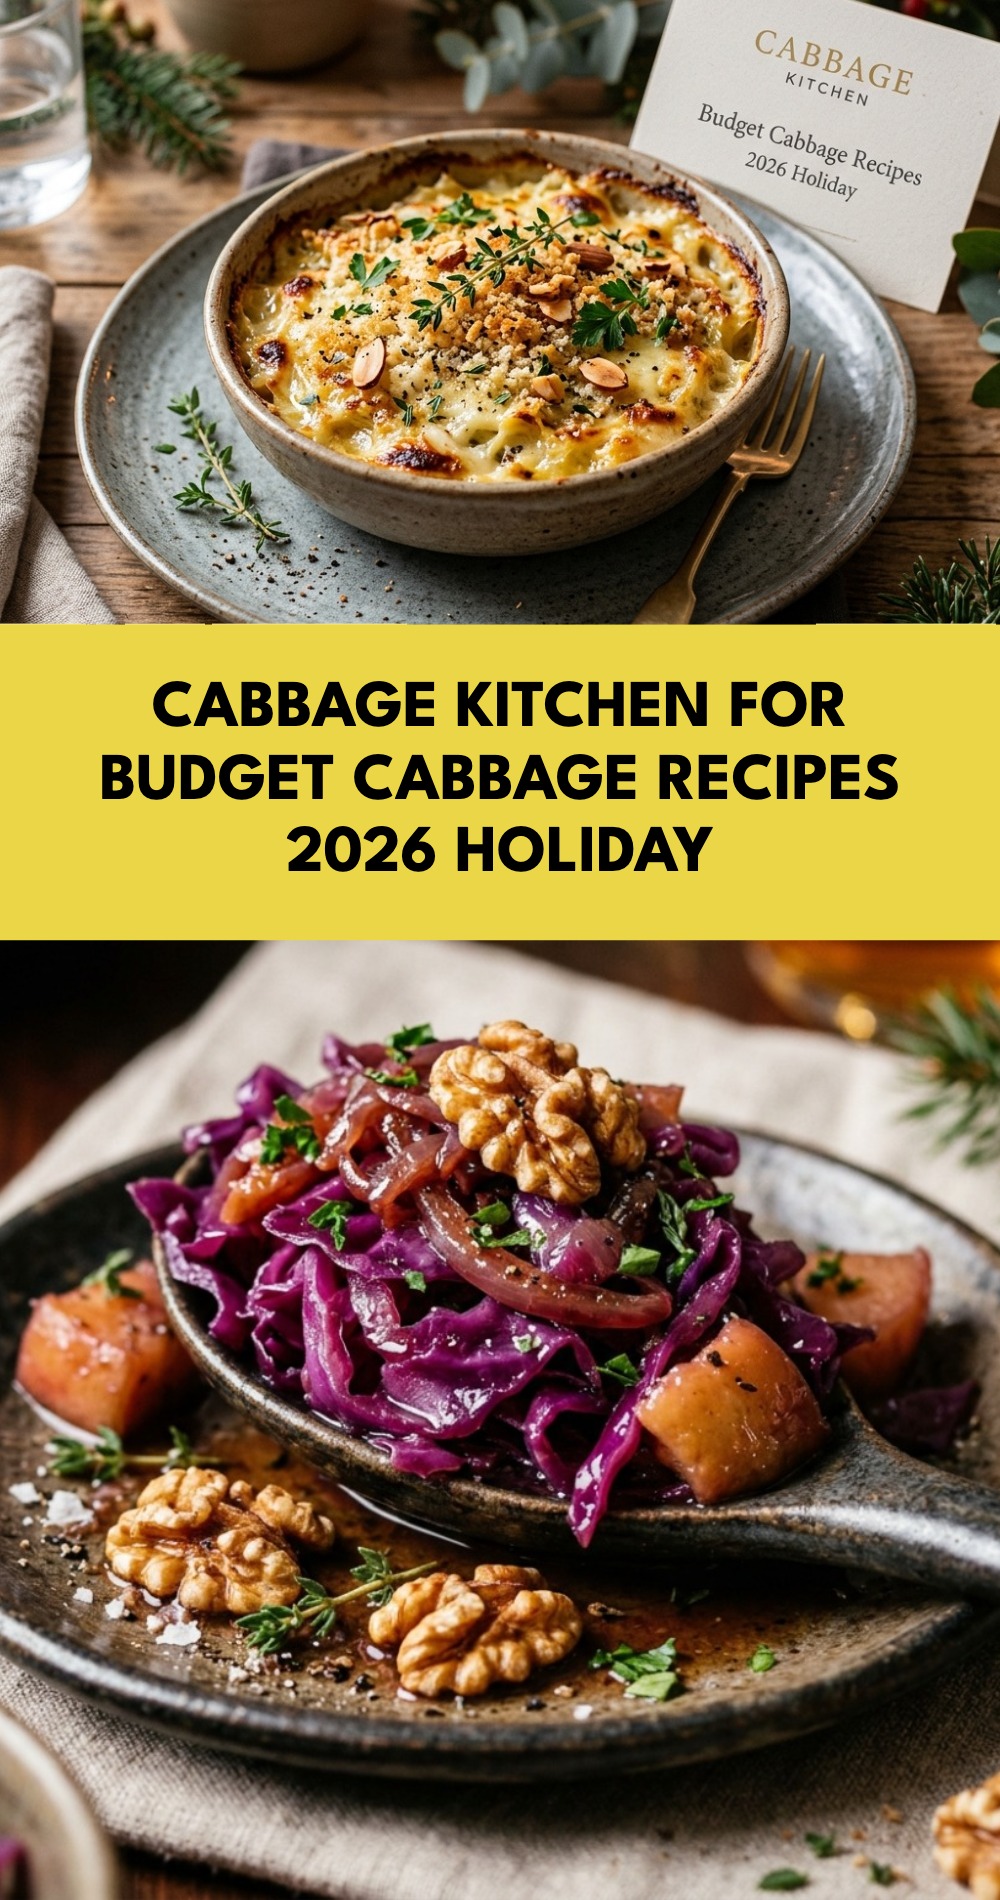 CABBAGE
KITCHEN
Budget Cabbage Recipes
2026 Holiday
CABBAGE KITCHEN FOR
BUDGET CABBAGE RECIPES
2026 HOLIDAY